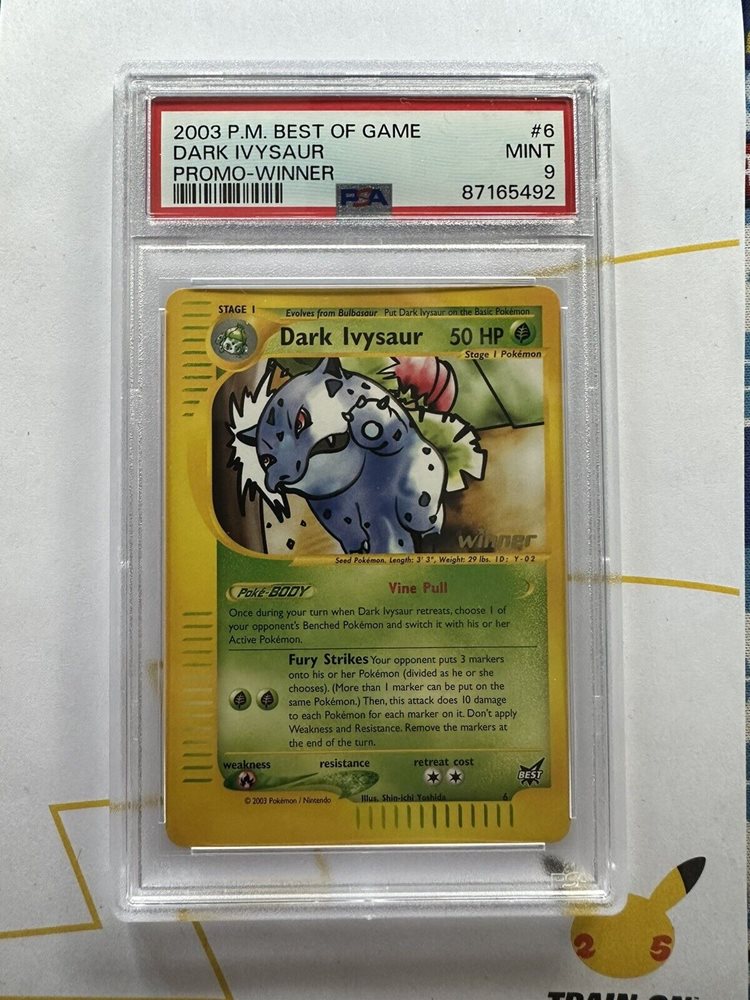 2003 P.M. BEST OF GAME #6
DARK IVYSAUR MINT
PROMO-WINNER 9
PSA 87165492
STAGE 1 Evolves from Bulbasaur Put Dark Ivysaur on the Basic Pokémon
Dark Ivysaur 50 HP
Stage 1 Pokémon
winner
Seed Pokémon. Length: 3' 3", Weight: 29 lbs. ID: Y-02
Poké-BODY Vine Pull
Once during your turn when Dark Ivysaur retreats, choose 1 of
your opponent's Benched Pokémon and switch it with his or her
Active Pokémon.
Fury Strikes Your opponent puts 3 markers
onto his or her Pokémon (divided as he or she
chooses). (More than 1 marker can be put on the
same Pokémon.) Then, this attack does 10 damage
to each Pokémon for each marker on it. Don't apply
Weakness and Resistance. Remove the markers at
the end of the turn.
weakness resistance retreat cost
BEST
© 2003 Pokémon / Nintendo Illus. Shin-ichi Yoshida 6
PSA
25
TRAIN ON